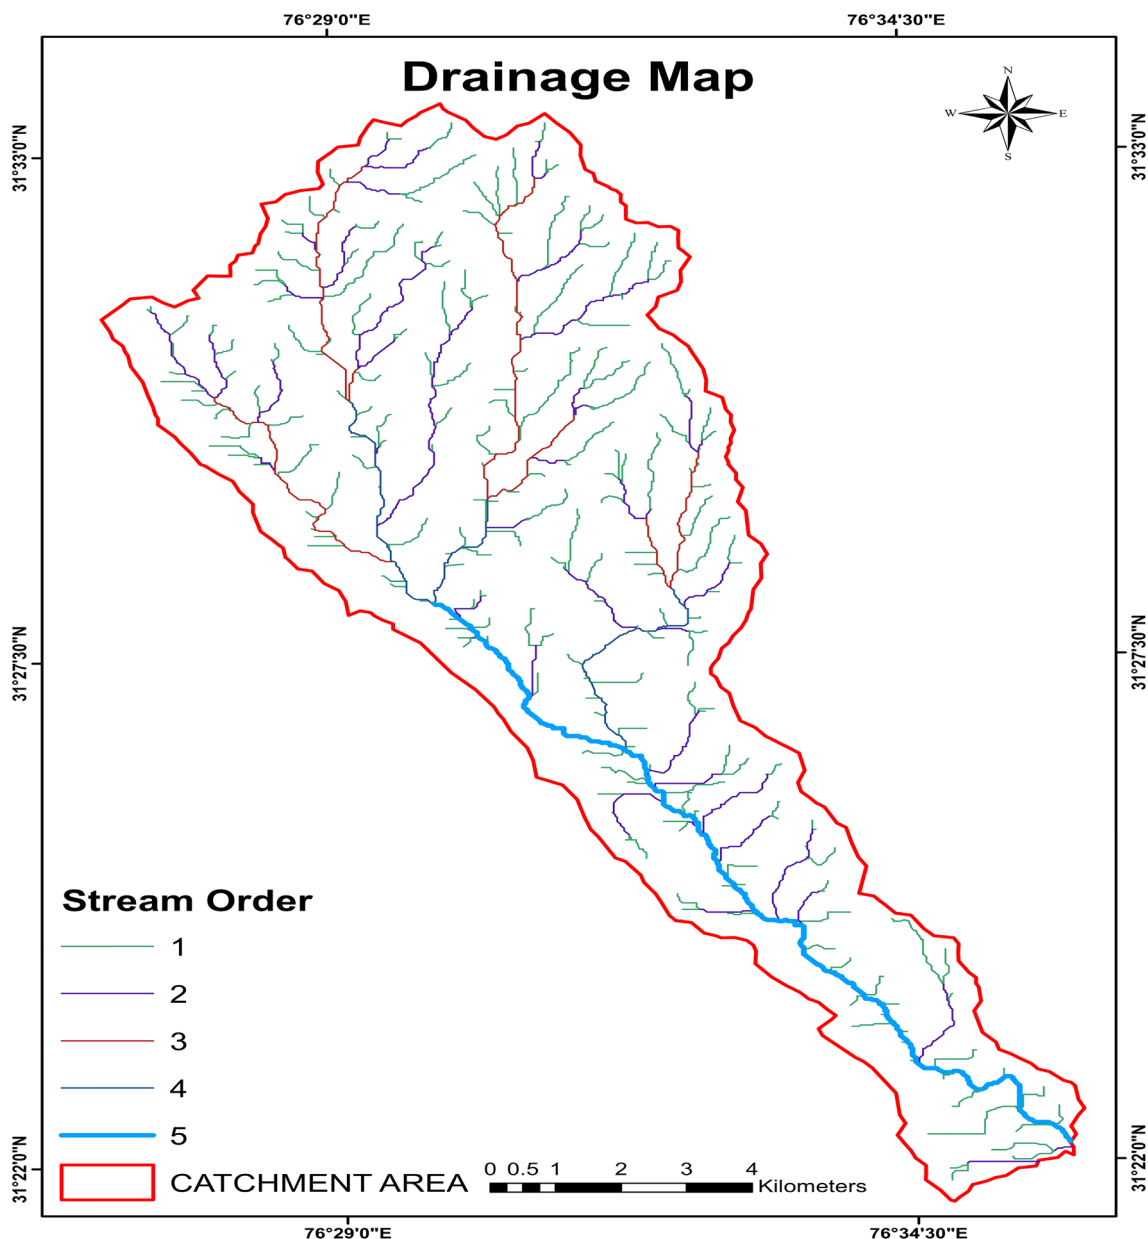 76°29'0"E 76°34'30"E
Drainage Map
N
W E
S
31°33'0"N 31°33'0"N
31°27'30"N 31°27'30"N
Stream Order
1
2
3
4
5
CATCHMENT AREA
0 0.5 1 2 3 4
Kilometers
31°22'0"N 31°22'0"N
76°29'0"E 76°34'30"E